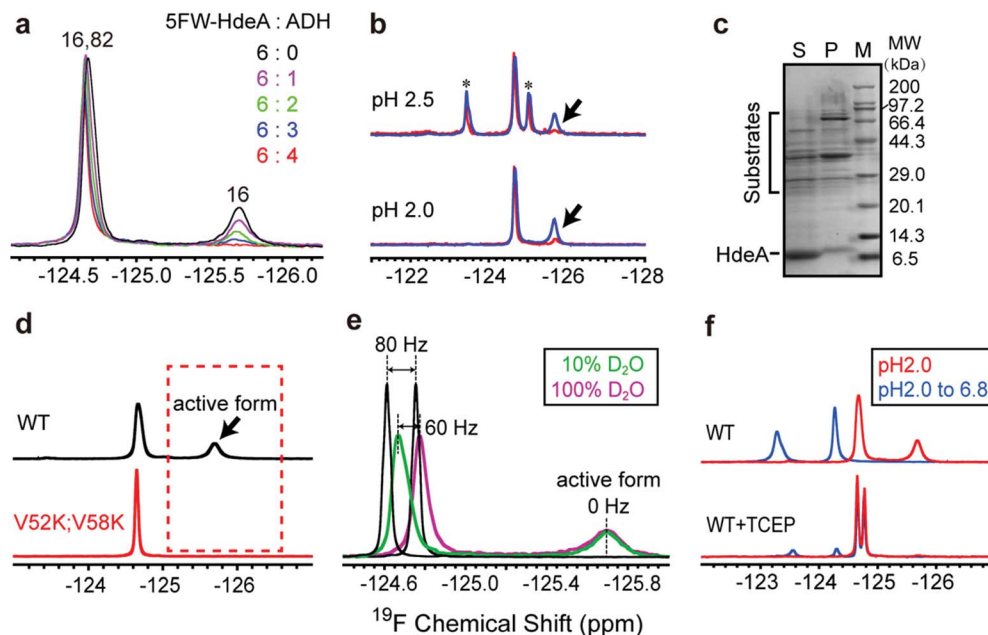 a
5FW-HdeA : ADH
16,82
6 : 0
6 : 1
6 : 2
6 : 3
6 : 4
16
-124.5 -125.0 -125.5 -126.0
b
pH 2.5
* *
pH 2.0
-122 -124 -126 -128
c
S P M MW
(kDa)
200
97.2
66.4
44.3
29.0
20.1
14.3
6.5
Substrates
HdeA
d
WT
active form
V52K;V58K
-124 -125 -126
e
80 Hz
10% D₂O
100% D₂O
60 Hz
active form
0 Hz
-124.6 -125.0 -125.6 -125.8
¹⁹F Chemical Shift (ppm)
f
pH2.0
pH2.0 to 6.8
WT
WT+TCEP
-123 -124 -125 -126